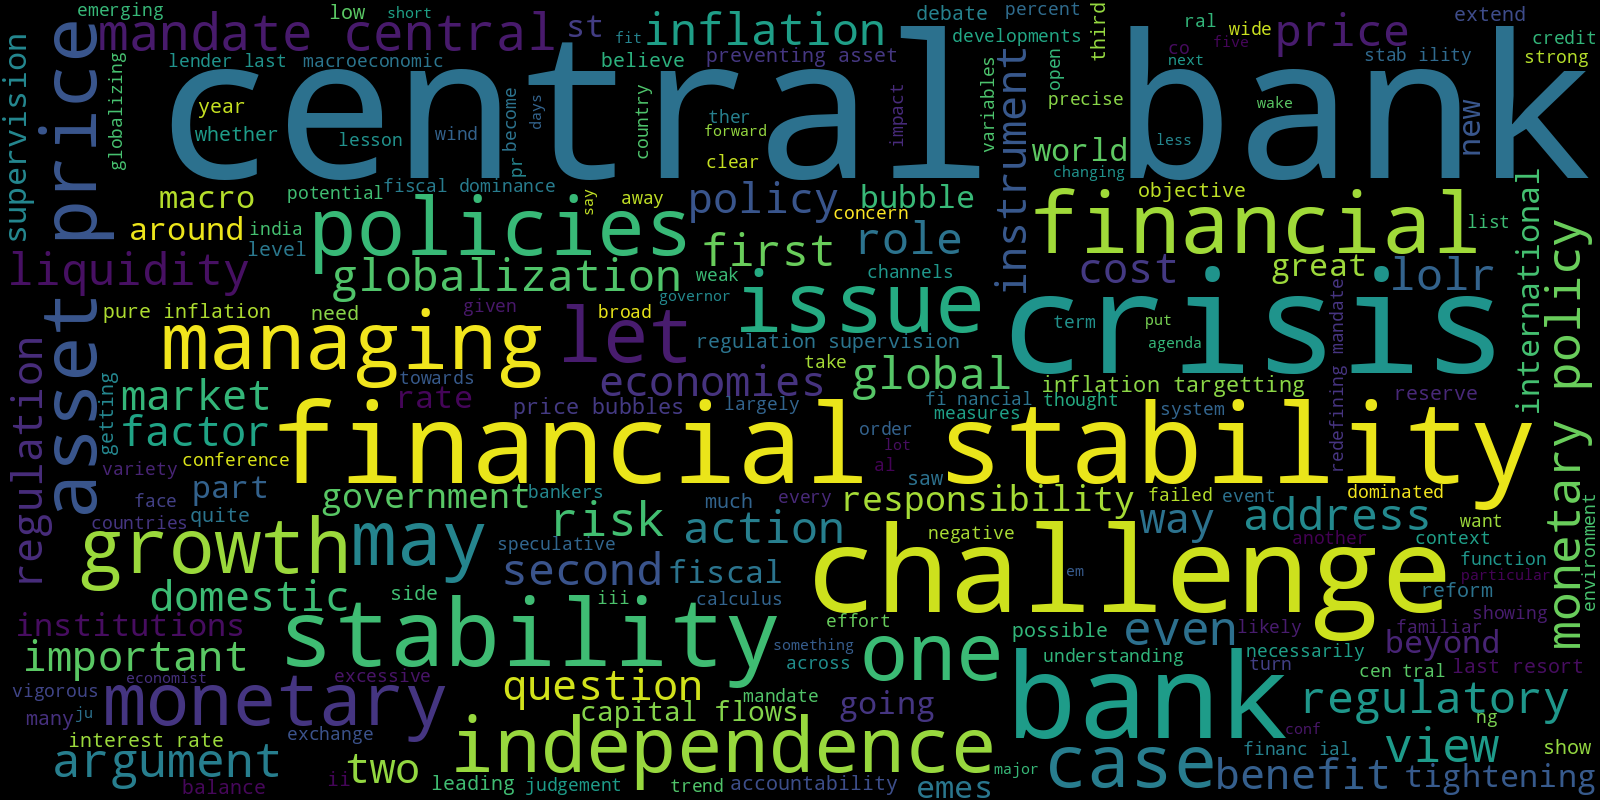 emerging
low
short
mandate central
st
inflation
debate
percent
third
ral
wide
price
extend
fit
developments
co
five
credit
supervision
asset price
central bank
lender last
macroeconomic
believe
preventing asset
open
next
stab ility
strong
globalizing
year
whether
lesson
wind
pr become
days
country
ther
forward
clear
impact
variables
instrument
precise
world
wake
less
changing
new
macro
potential
fiscal dominance
say
away
policy
bubble
concern
objective
financial
list
international
around
india
level
policies
first
role
liquidity
globalization
weak
channels
cost
great
lolr
governor
issue
crisis
pure inflation
need
given
broad
term
put
agenda
managing
let
regulation supervision
take
global
redefining mandate
monetary policy
regulation
market
towards
economies
inflation targetting
rate
price bubbles
largely
fi nancial
thought
measures
reserve
getting
factor
financial stability
order
system
lot
al
variety
conference
part
saw
face
countries
quite
government
bankers
much
every
responsibility
failed
event
dominated
want
way
address
context
growth
may
risk
action
negative
another
function
environment
speculative
second
fiscal
challenge
em
particular
reform
domestic
side
iii
calculus
showing
institutions
stability
effort
one
possible
even
likely
familiar
beyond
important
something
across
understanding
necessarily
turn
cen tral
last resort
economist
excessive
question
mandate
bank
vigorous
monetary
capital flows
going
regulatory
many
ju
ng
interest rate
exchange
independence
conf
argument
two
financ ial
view
show
balance
ii
leading
judgement
trend
accountability
emes
major
case
benefit
tightening